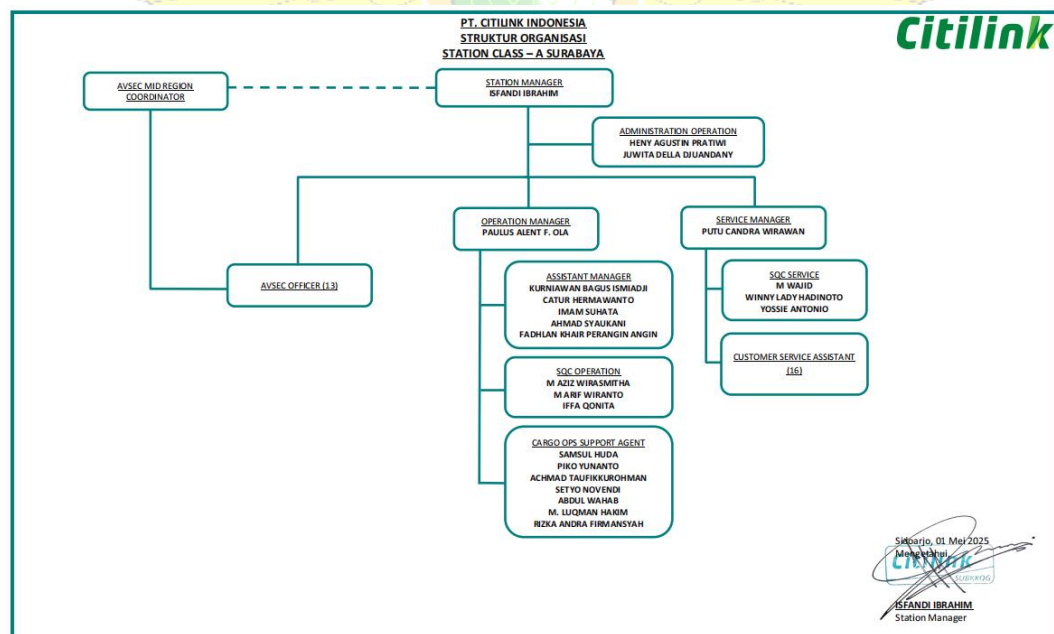 PT. CITILINK INDONESIA
STRUKTUR ORGANISASI
STATION CLASS – A SURABAYA
Citilink
AVSEC MID REGION
COORDINATOR
STATION MANAGER
ISFANDI IBRAHIM
ADMINISTRATION OPERATION
HENY AGUSTIN PRATIWI
JUWITA DELLA DJUANDANY
OPERATION MANAGER
PAULUS ALENT F. OLA
SERVICE MANAGER
PUTU CANDRA WIRAWAN
AVSEC OFFICER (13)
ASSISTANT MANAGER
KURNIAWAN BAGUS ISMIADJI
CATUR HERMAWANTO
IMAM SUHATA
AHMAD SYAUKANI
FADHLAN KHAIR PERANGIN ANGIN
SQC SERVICE
M WAJID
WINNY LADY HADINOTO
YOSSIE ANTONIO
CUSTOMER SERVICE ASSISTANT
(16)
SQC OPERATION
M AZIZ WIRASMITHA
M ARIF WIRANTO
IFFA QONITA
CARGO OPS SUPPORT AGENT
SAMSUL HUDA
PIKO YUNANTO
ACHMAD TAUFIKKUROHMAN
SETYO NOVENDI
ABDUL WAHAB
M. LUQMAN HAKIM
RIZKA ANDRA FIRMANSYAH
Sidoarjo, 01 Mei 2025
Mengetahui
Citilink
ISFANDI IBRAHIM
Station Manager